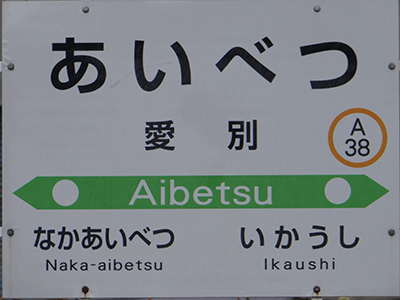 あいべつ
愛別
A
38
Aibetsu
なかあいべつ いかうし
Naka-aibetsu Ikaushi